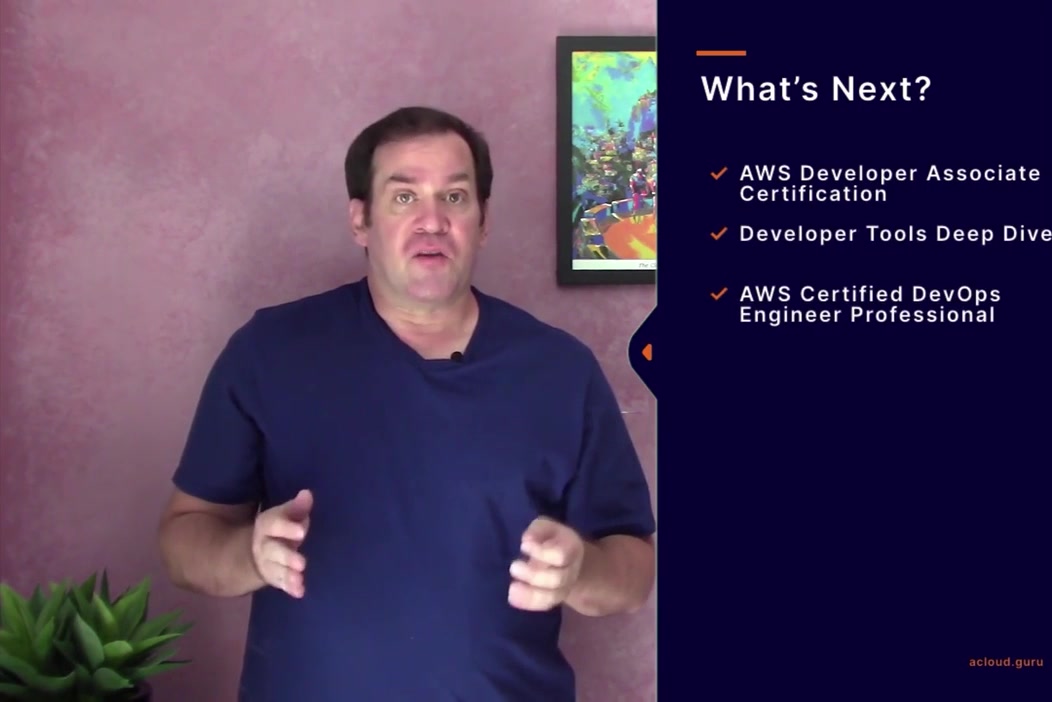 What's Next?
AWS Developer Associate
Certification
Developer Tools Deep Dive
AWS Certified DevOps
Engineer Professional
acloud.guru